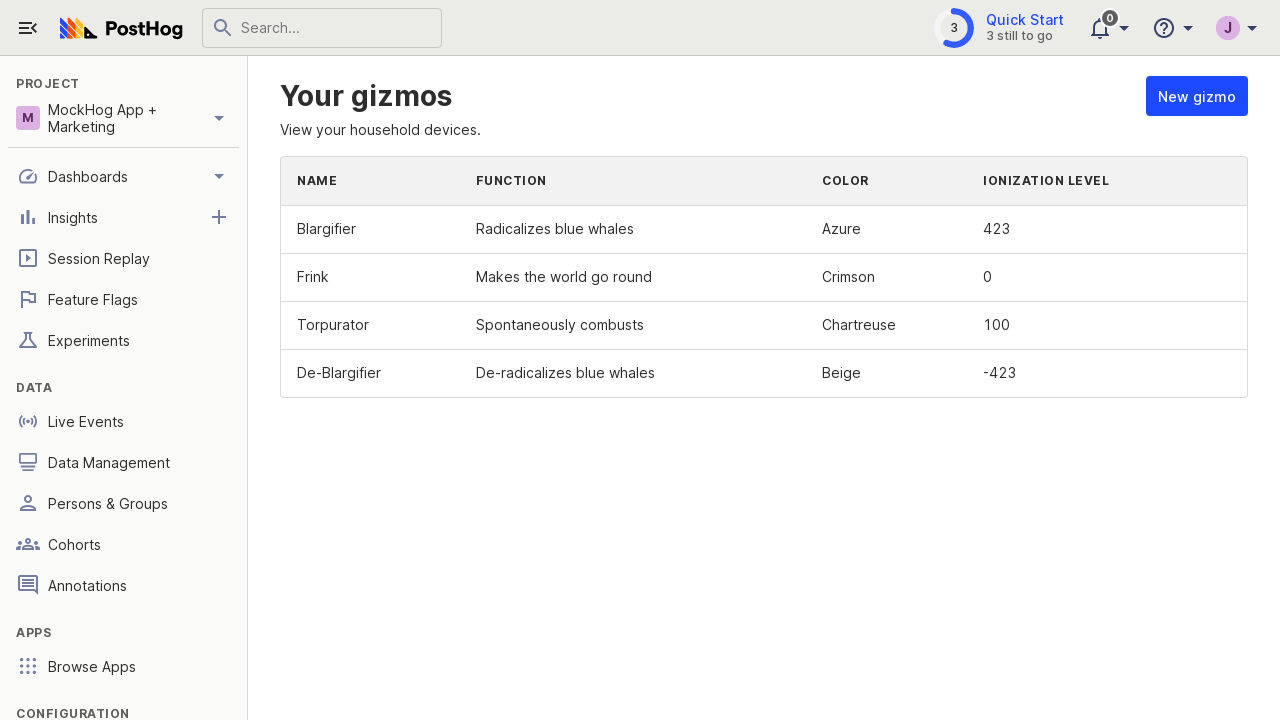 PostHog
Search...
3
Quick Start
3 still to go
0
J
PROJECT
M
MockHog App +
Marketing
Dashboards
Insights
Session Replay
Feature Flags
Experiments
DATA
Live Events
Data Management
Persons & Groups
Cohorts
Annotations
APPS
Browse Apps
CONFIGURATION
Your gizmos
New gizmo
View your household devices.
NAME FUNCTION COLOR IONIZATION LEVEL
Blargifier Radicalizes blue whales Azure 423
Frink Makes the world go round Crimson 0
Torpurator Spontaneously combusts Chartreuse 100
De-Blargifier De-radicalizes blue whales Beige -423